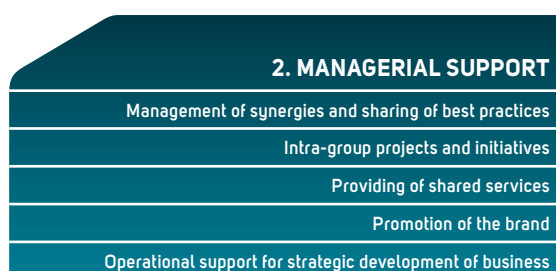 2. MANAGERIAL SUPPORT
Management of synergies and sharing of best practices
Intra-group projects and initiatives
Providing of shared services
Promotion of the brand
Operational support for strategic development of business